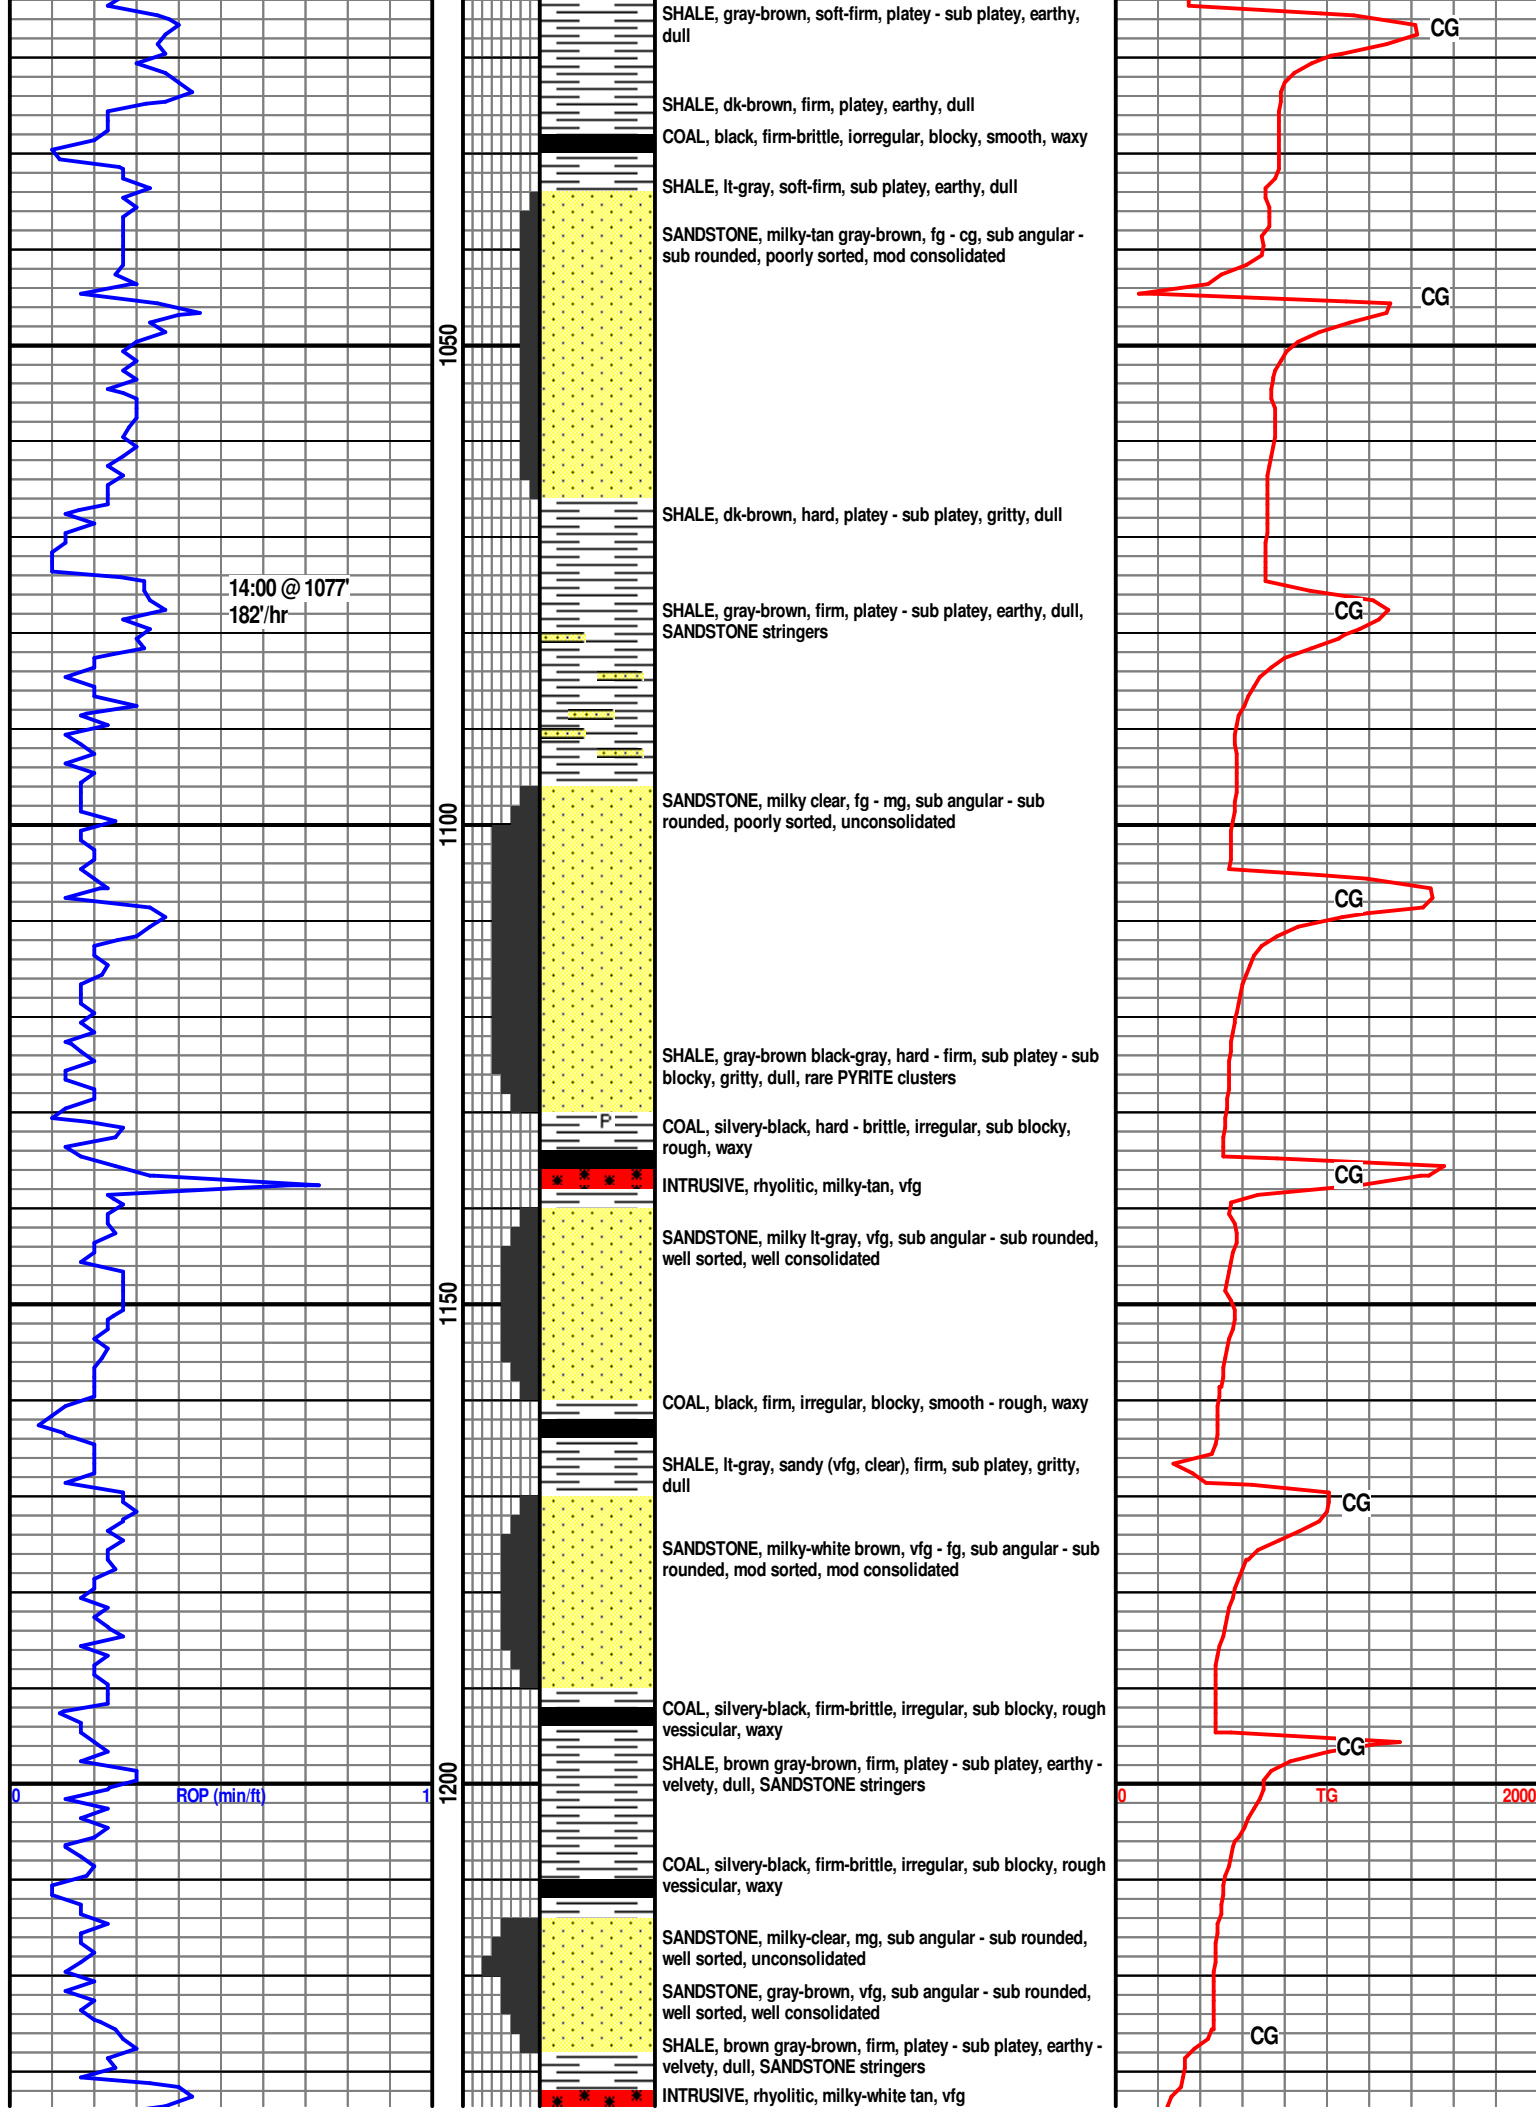 SHALE, gray-brown, soft-firm, platey - sub platey, earthy,
dull
CG
SHALE, dk-brown, firm, platey, earthy, dull
COAL, black, firm-brittle, iorregular, blocky, smooth, waxy
SHALE, lt-gray, soft-firm, sub platey, earthy, dull
SANDSTONE, milky-tan gray-brown, fg - cg, sub angular -
sub rounded, poorly sorted, mod consolidated
CG
1050
SHALE, dk-brown, hard, platey - sub platey, gritty, dull
14:00 @ 1077'
182'/hr
SHALE, gray-brown, firm, platey - sub platey, earthy, dull,
SANDSTONE stringers
CG
SANDSTONE, milky clear, fg - mg, sub angular - sub
rounded, poorly sorted, unconsolidated
1100
CG
SHALE, gray-brown black-gray, hard - firm, sub platey - sub
blocky, gritty, dull, rare PYRITE clusters
P
COAL, silvery-black, hard - brittle, irregular, sub blocky,
rough, waxy
CG
INTRUSIVE, rhyolitic, milky-tan, vfg
SANDSTONE, milky lt-gray, vfg, sub angular - sub rounded,
well sorted, well consolidated
1150
COAL, black, firm, irregular, blocky, smooth - rough, waxy
SHALE, lt-gray, sandy (vfg, clear), firm, sub platey, gritty,
dull
CG
SANDSTONE, milky-white brown, vfg - fg, sub angular - sub
rounded, mod sorted, mod consolidated
COAL, silvery-black, firm-brittle, irregular, sub blocky, rough
vessicular, waxy
CG
SHALE, brown gray-brown, firm, platey - sub platey, earthy -
velvety, dull, SANDSTONE stringers
1200
0 ROP (min/ft) 1
0 TG 2000
COAL, silvery-black, firm-brittle, irregular, sub blocky, rough
vessicular, waxy
SANDSTONE, milky-clear, mg, sub angular - sub rounded,
well sorted, unconsolidated
SANDSTONE, gray-brown, vfg, sub angular - sub rounded,
well sorted, well consolidated
CG
SHALE, brown gray-brown, firm, platey - sub platey, earthy -
velvety, dull, SANDSTONE stringers
INTRUSIVE, rhyolitic, milky-white tan, vfg